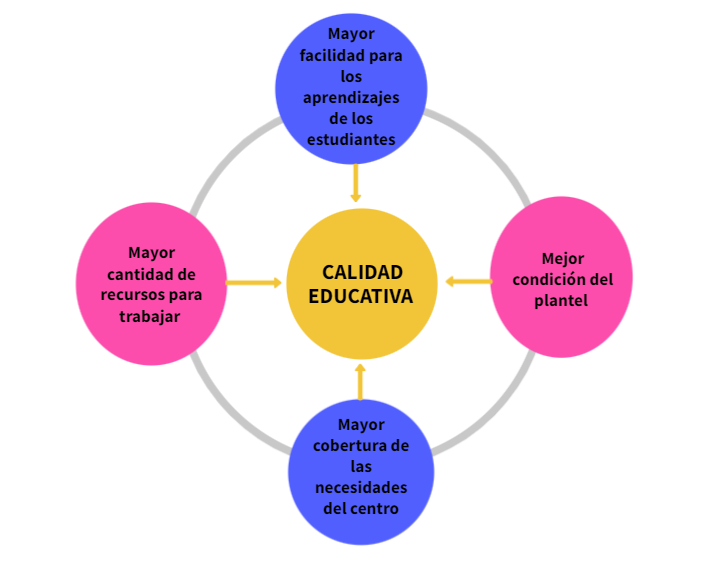 Mayor
facilidad para
los
aprendizajes
de los
estudiantes
Mayor
cantidad de
recursos para
trabajar
CALIDAD
EDUCATIVA
Mejor
condición del
plantel
Mayor
cobertura de
las
necesidades
del centro